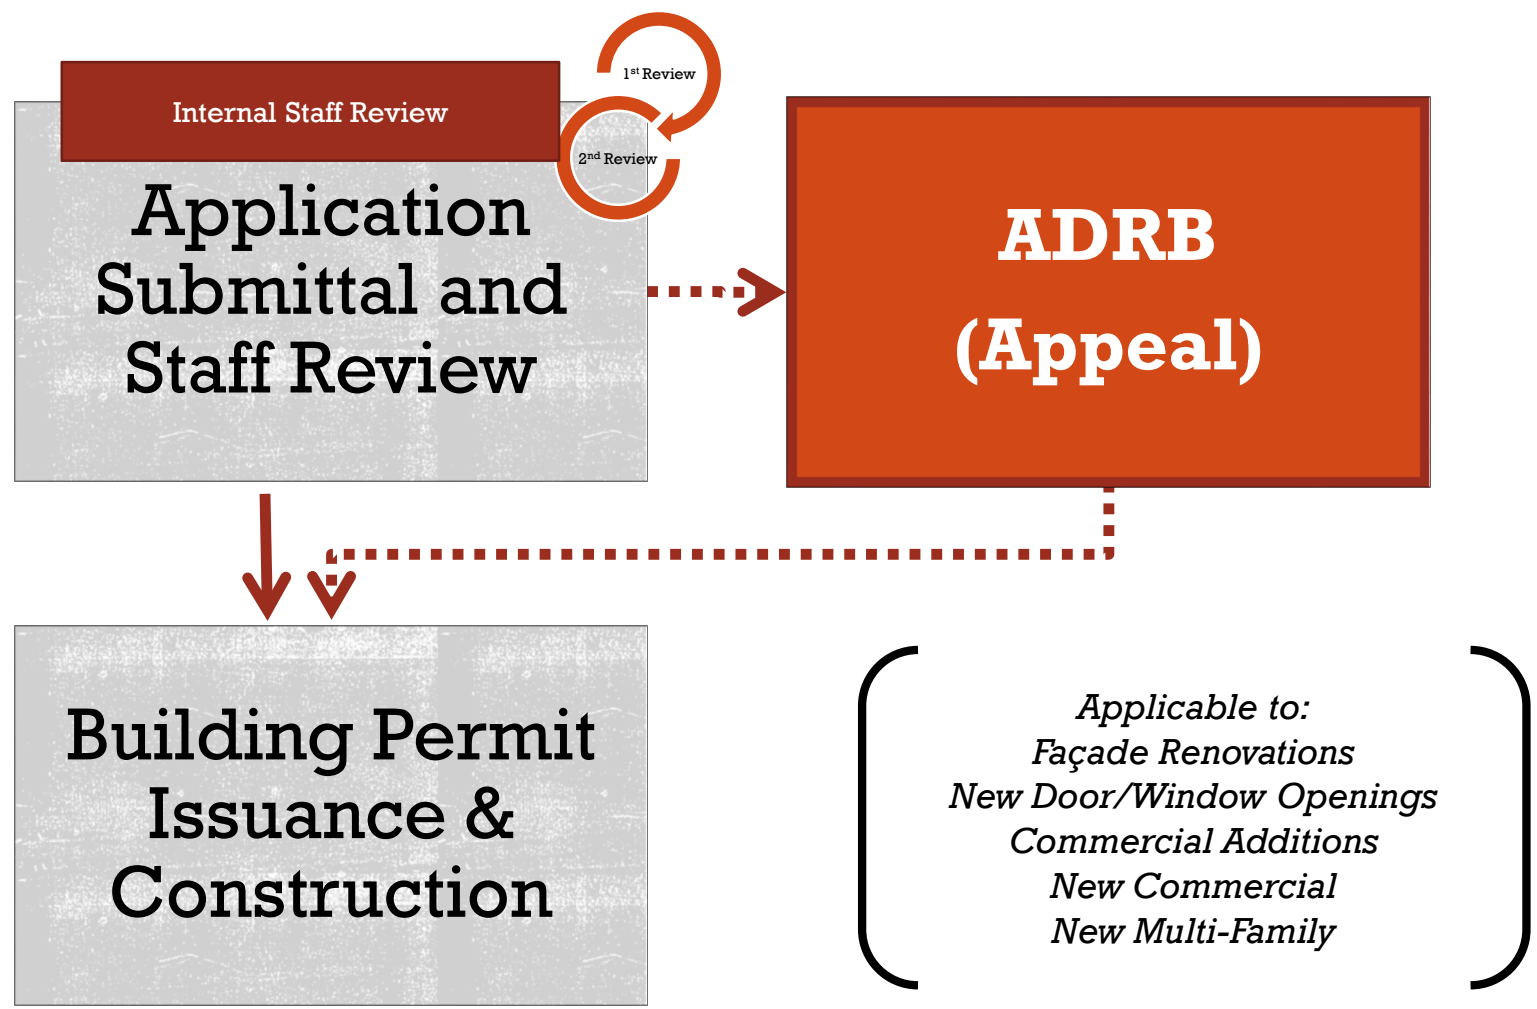 1st Review
Internal Staff Review
2nd Review
Application
Submittal and
Staff Review
ADRB
(Appeal)
Building Permit
Issuance &
Construction
Applicable to:
Façade Renovations
New Door/Window Openings
Commercial Additions
New Commercial
New Multi-Family